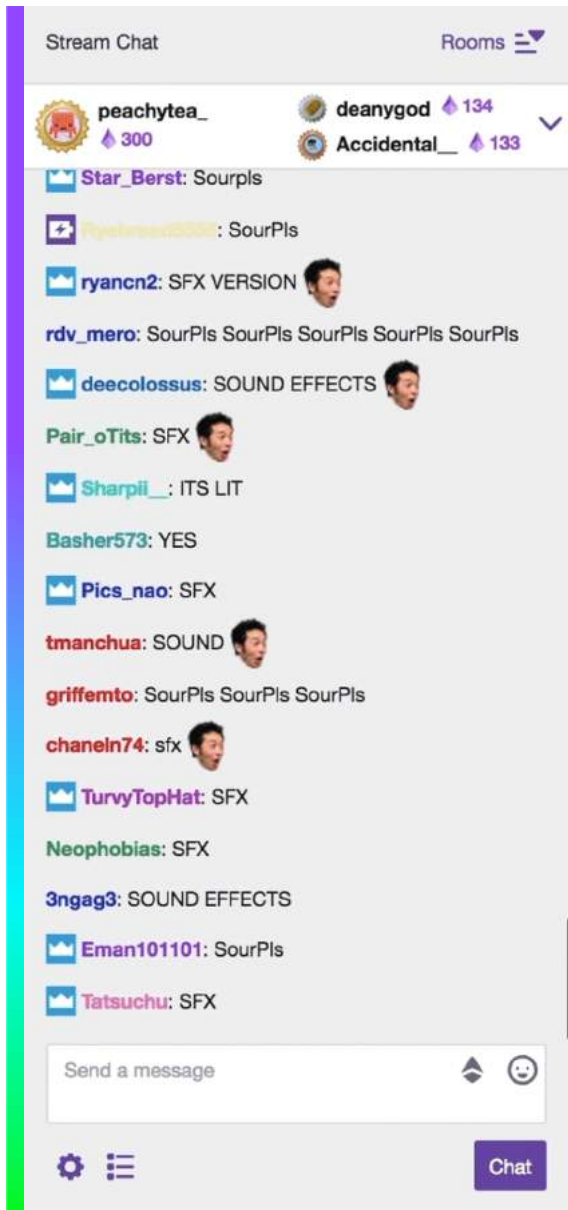 Stream Chat
Rooms
peachytea_
300
deanygod 134
Accidental__ 133
Star_Berst: Sourpls
: SourPls
ryancn2: SFX VERSION
rdv_mero: SourPls SourPls SourPls SourPls SourPls
deecolossus: SOUND EFFECTS
Pair_oTits: SFX
Sharpii__: ITS LIT
Basher573: YES
Pics_nao: SFX
tmanchua: SOUND
griffemto: SourPls SourPls SourPls
chaneln74: sfx
TurvyTopHat: SFX
Neophobias: SFX
3ngag3: SOUND EFFECTS
Eman101101: SourPls
Tatsuchu: SFX
Send a message
Chat